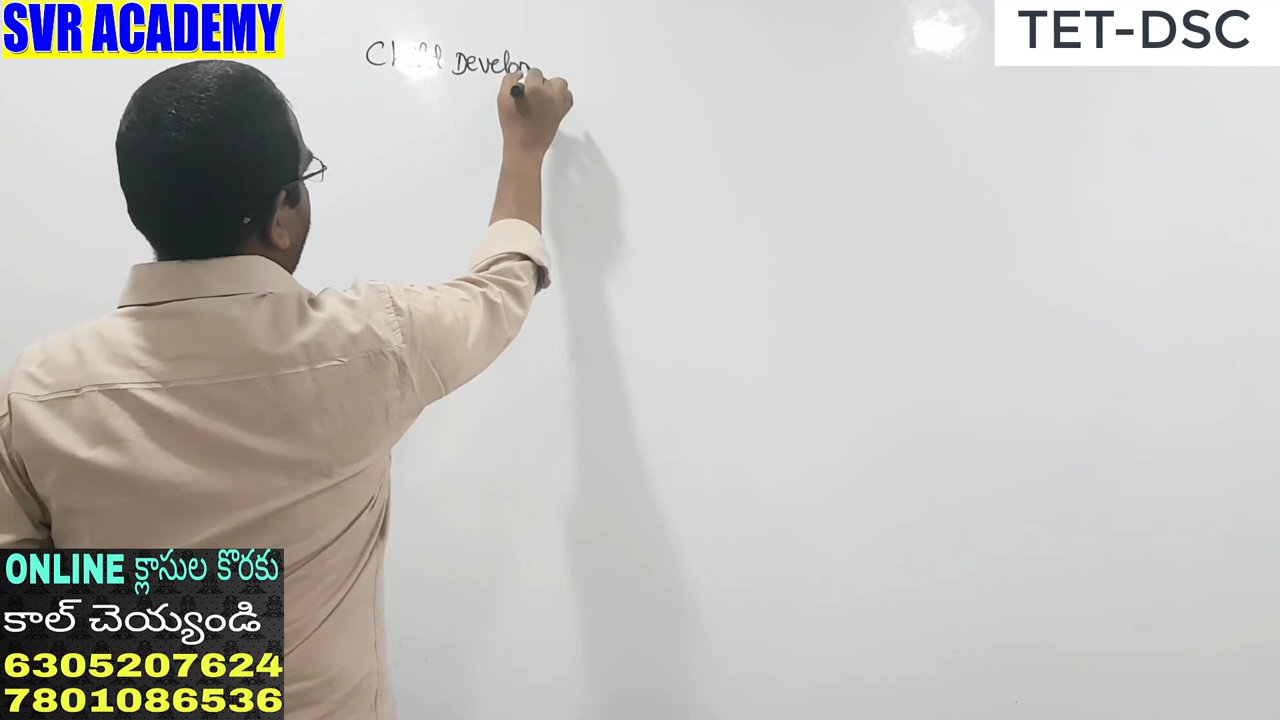 SVR ACADEMY
TET-DSC
Child Develop
ONLINE క్లాసుల కొరకు
కాల్ చెయ్యండి
6305207624
7801086536